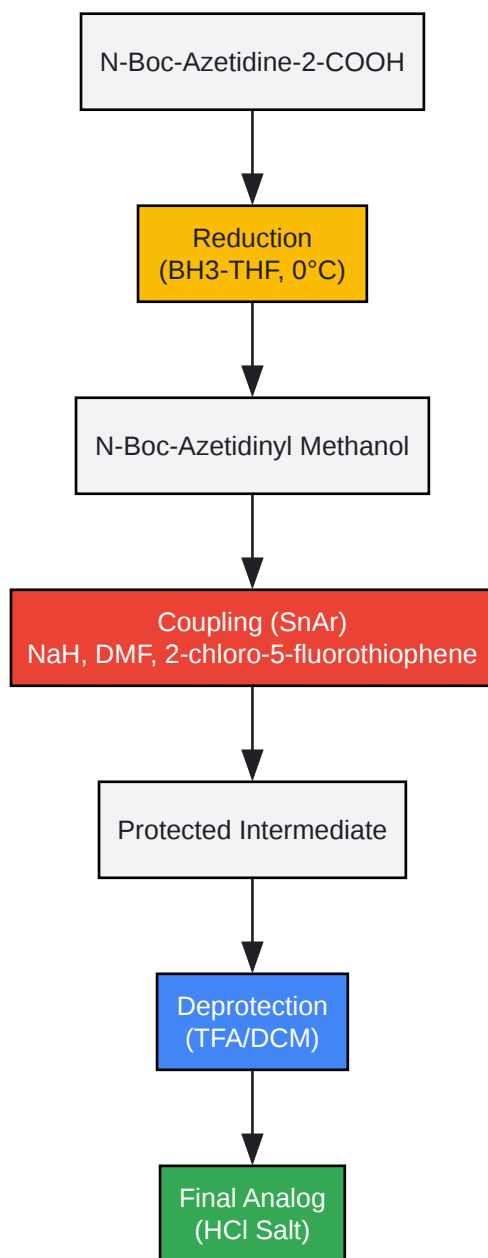 N-Boc-Azetidine-2-COOH
Reduction
(BH3-THF, 0°C)
N-Boc-Azetidinyl Methanol
Coupling (SnAr)
NaH, DMF, 2-chloro-5-fluorothiophene
Protected Intermediate
Deprotection
(TFA/DCM)
Final Analog
(HCl Salt)